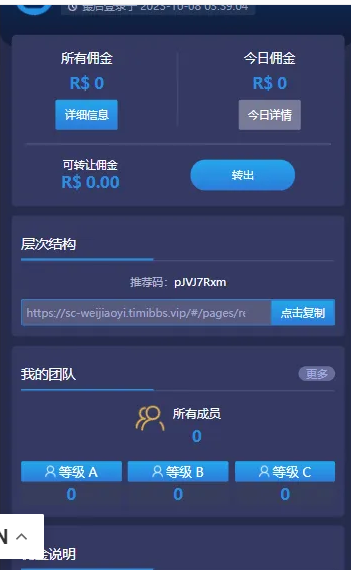 最后登录于 2023-10-08 03:39:04
所有佣金
今日佣金
R$ 0
R$ 0
详细信息
今日详情
可转让佣金
R$ 0.00
转出
层次结构
推荐码: pJVJ7Rxm
https://sc-weijiaoyi.timibbs.vip/#/pages/re
点击复制
我的团队
更多
所有成员
0
等级 A
等级 B
等级 C
0
0
0
N
金说明